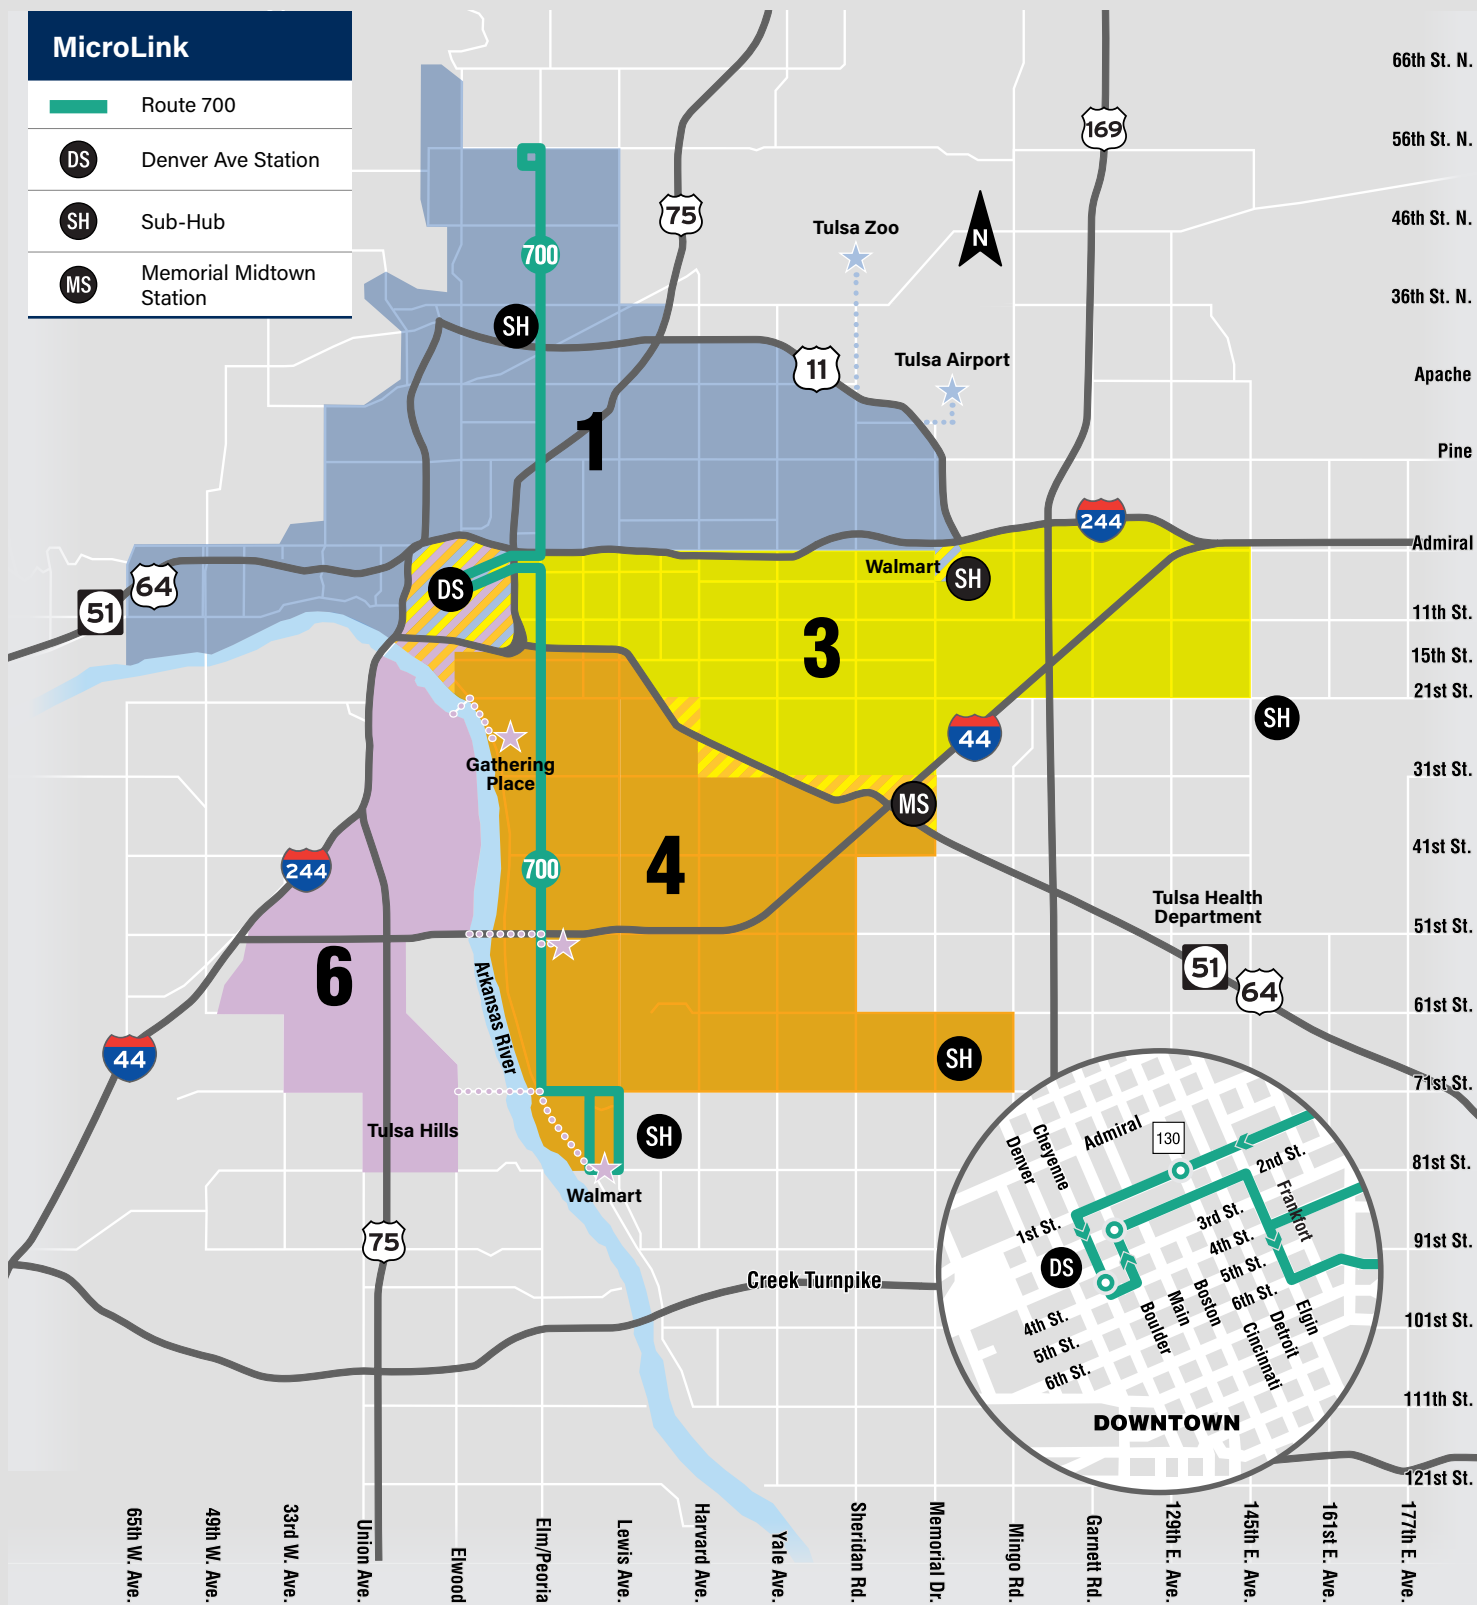 MicroLink
Route 700
DS
Denver Ave Station
SH
Sub-Hub
MS
Memorial Midtown
Station
66th St. N.
169
56th St. N.
75
46th St. N.
Tulsa Zoo
N
700
36th St. N.
SH
11
Tulsa Airport
Apache
1
Pine
244
Admiral
Walmart
SH
64
51
DS
11th St.
3
15th St.
21st St.
SH
44
Gathering
Place
31st St.
MS
700
4
41st St.
244
Tulsa Health
Department
51st St.
6
51
64
Arkansas River
61st St.
44
SH
71st St.
Tulsa Hills
SH
81st St.
Walmart
75
91st St.
Creek Turnpike
101st St.
111th St.
121st St.
Denver
Cheyenne
Admiral
130
2nd St.
Frankfort
1st St.
3rd St.
4th St.
5th St.
6th St.
DS
4th St.
5th St.
6th St.
Boulder
Main
Boston
Cincinnati
Detroit
Elgin
DOWNTOWN
65th W. Ave.
49th W. Ave.
33rd W. Ave.
Union Ave.
Elwood
Elm/Peoria
Lewis Ave.
Harvard Ave.
Yale Ave.
Sheridan Rd.
Memorial Dr.
Mingo Rd.
Garnett Rd.
129th E. Ave
145th E. Ave.
161st E. Ave.
177th E. Ave.